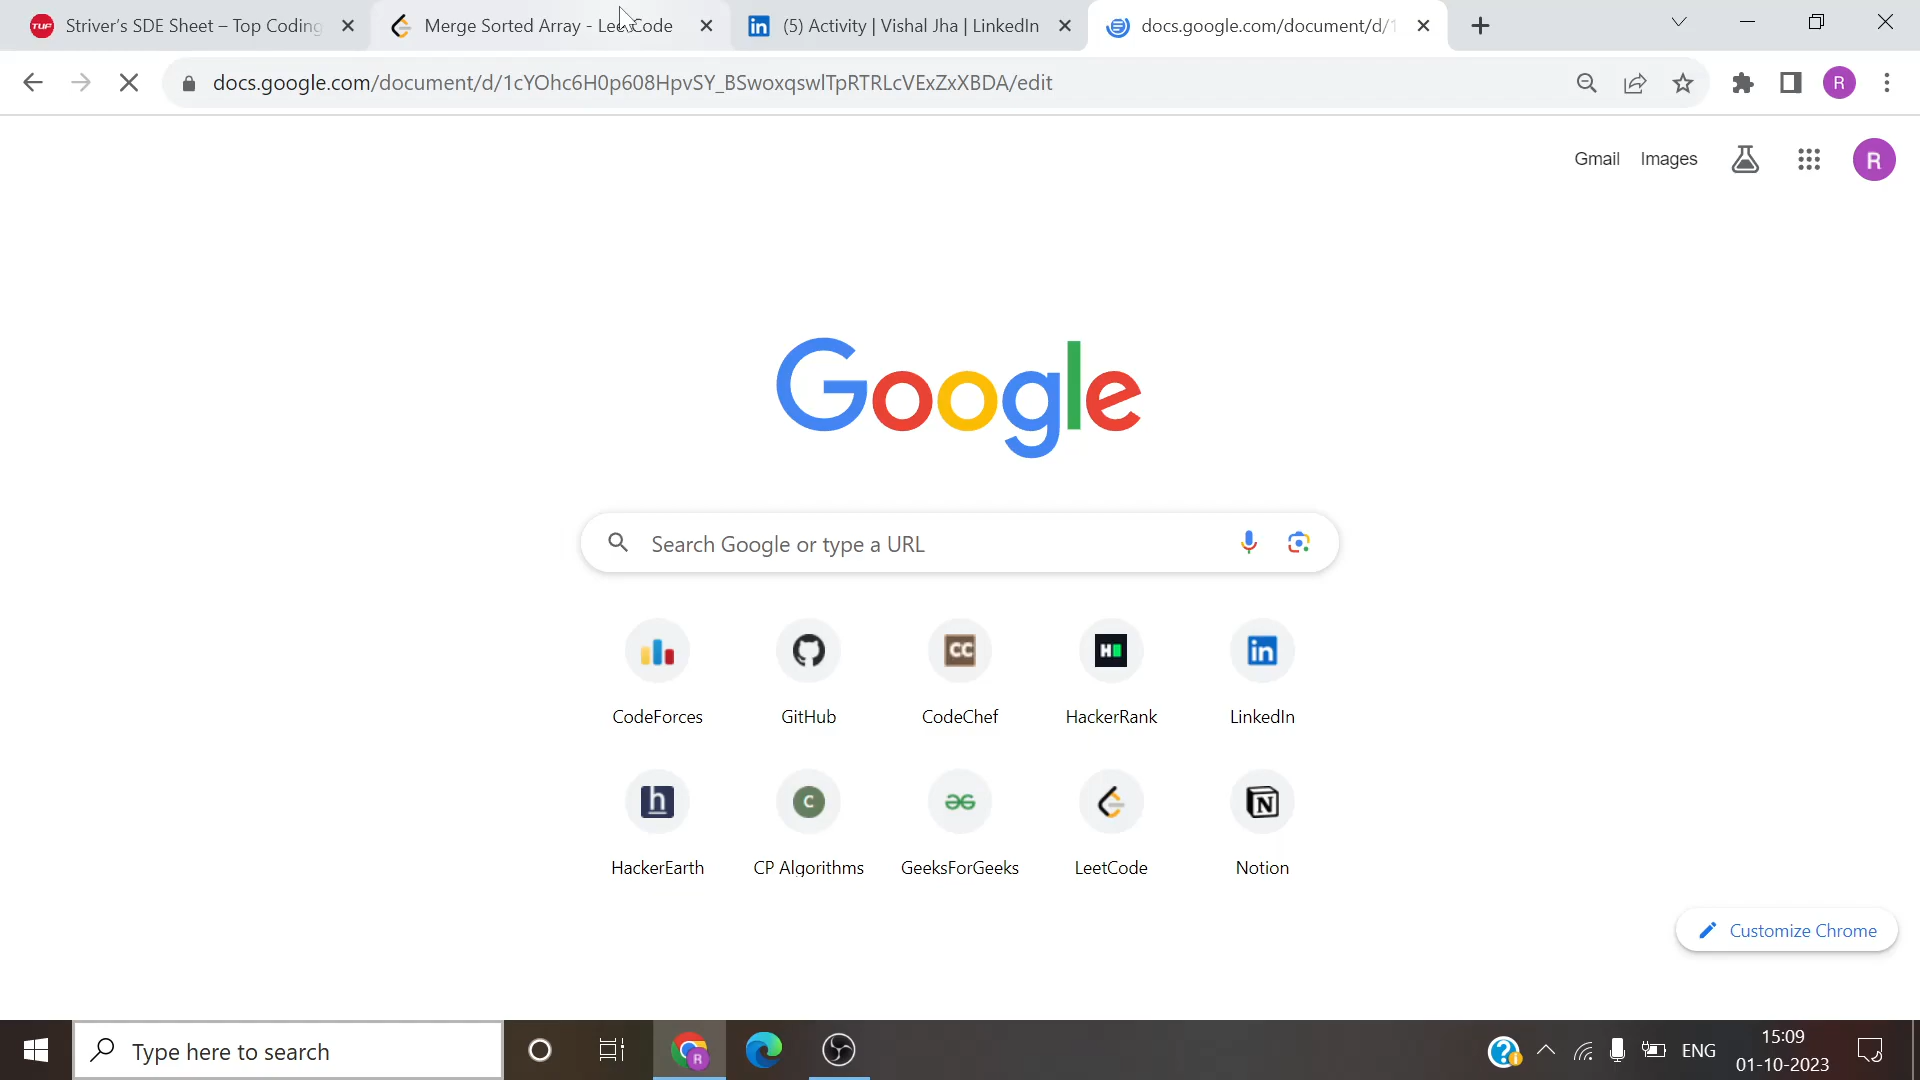 Striver's SDE Sheet – Top Coding
Merge Sorted Array - LeetCode
(5) Activity | Vishal Jha | LinkedIn
docs.google.com/document/d/1
docs.google.com/document/d/1cYOhc6H0p608HpvSY_BSwoxqswlTpRTRLcVExZxXBDA/edit
R
Gmail
Images
R
Google
Search Google or type a URL
CodeForces
GitHub
CodeChef
HackerRank
LinkedIn
HackerEarth
CP Algorithms
GeeksForGeeks
LeetCode
Notion
Customize Chrome
Type here to search
ENG
15:09
01-10-2023